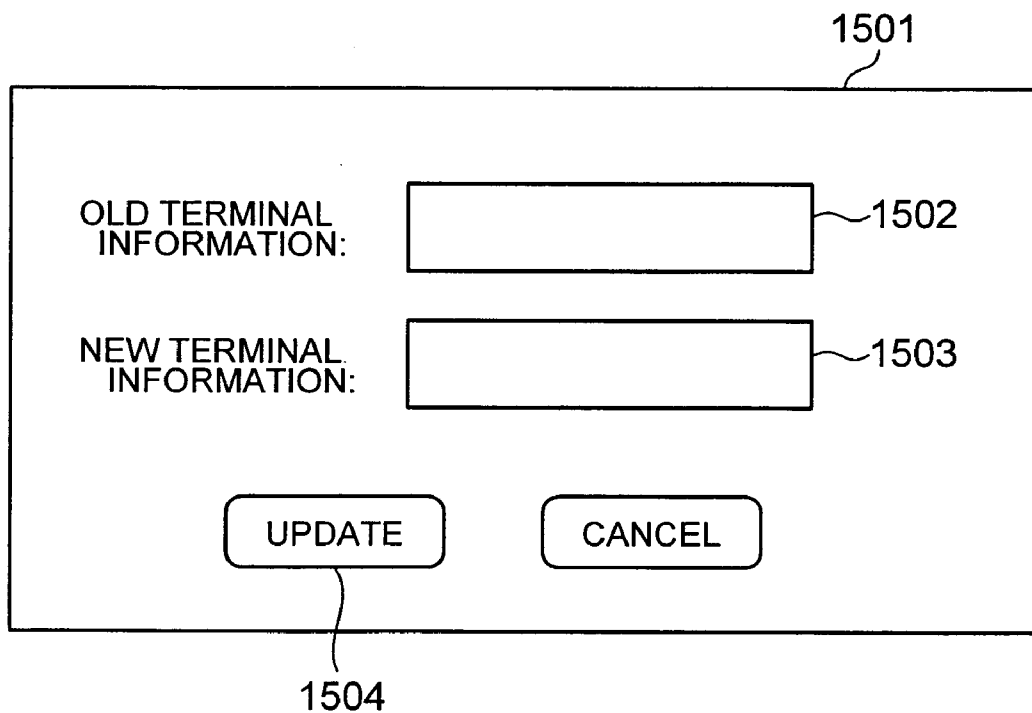 1501
OLD TERMINAL
INFORMATION:
1502
NEW TERMINAL
INFORMATION:
1503
UPDATE
CANCEL
1504